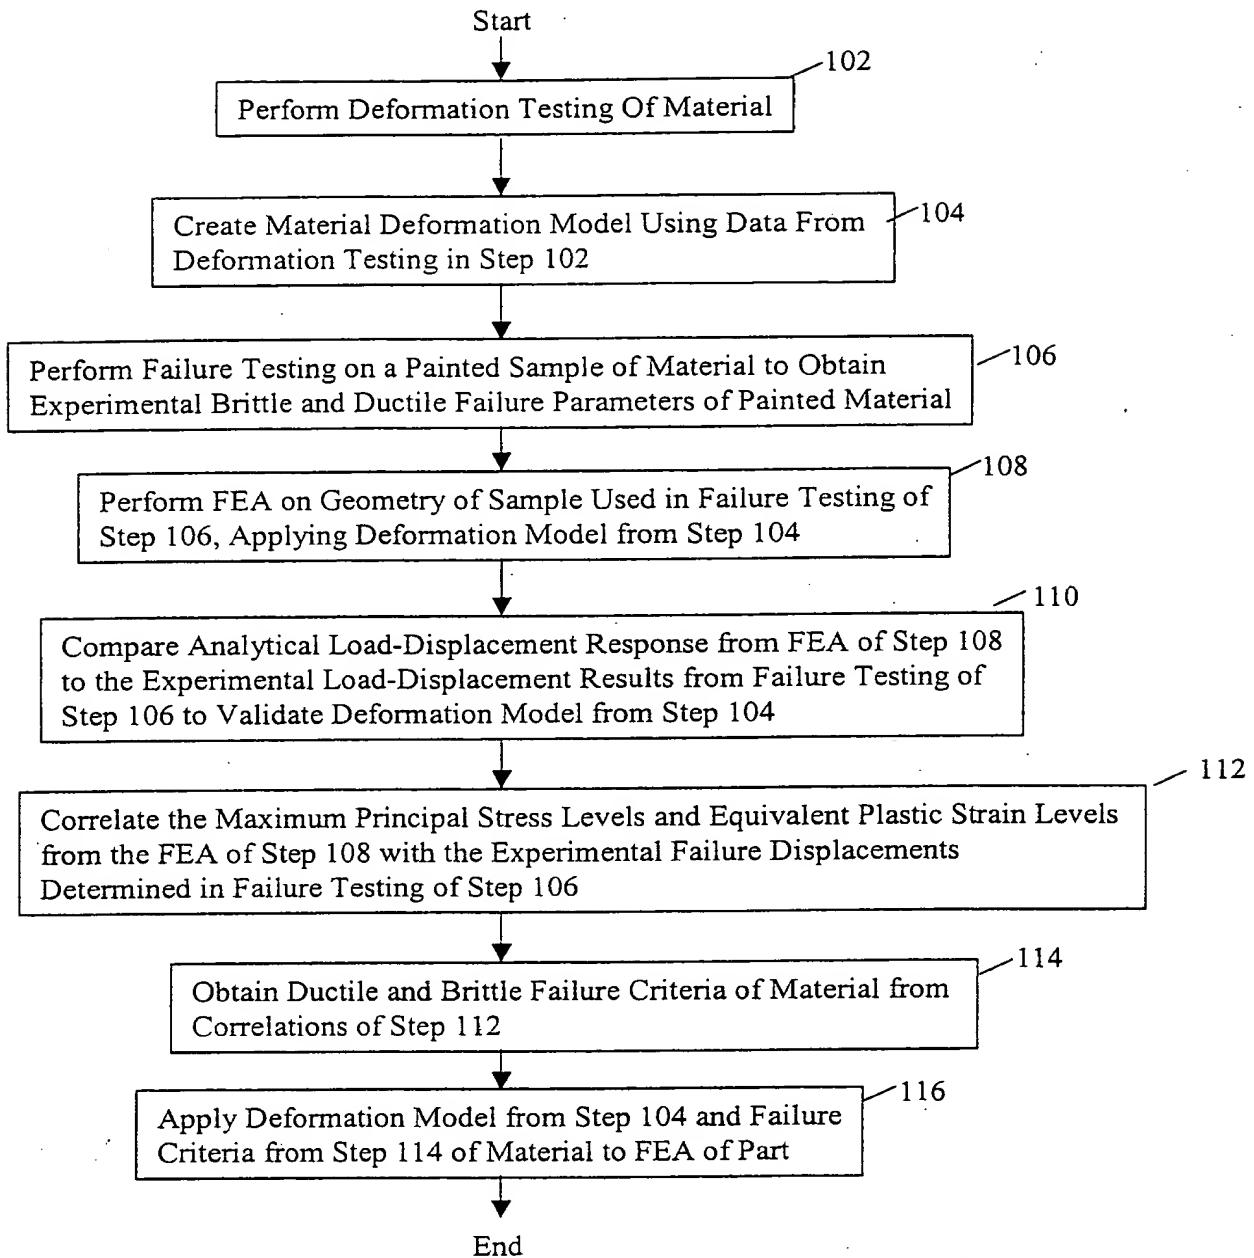 Start
102
Perform Deformation Testing Of Material
104
Create Material Deformation Model Using Data From
Deformation Testing in Step 102
106
Perform Failure Testing on a Painted Sample of Material to Obtain
Experimental Brittle and Ductile Failure Parameters of Painted Material
108
Perform FEA on Geometry of Sample Used in Failure Testing of
Step 106, Applying Deformation Model from Step 104
110
Compare Analytical Load-Displacement Response from FEA of Step 108
to the Experimental Load-Displacement Results from Failure Testing of
Step 106 to Validate Deformation Model from Step 104
112
Correlate the Maximum Principal Stress Levels and Equivalent Plastic Strain Levels
from the FEA of Step 108 with the Experimental Failure Displacements
Determined in Failure Testing of Step 106
114
Obtain Ductile and Brittle Failure Criteria of Material from
Correlations of Step 112
116
Apply Deformation Model from Step 104 and Failure
Criteria from Step 114 of Material to FEA of Part
End